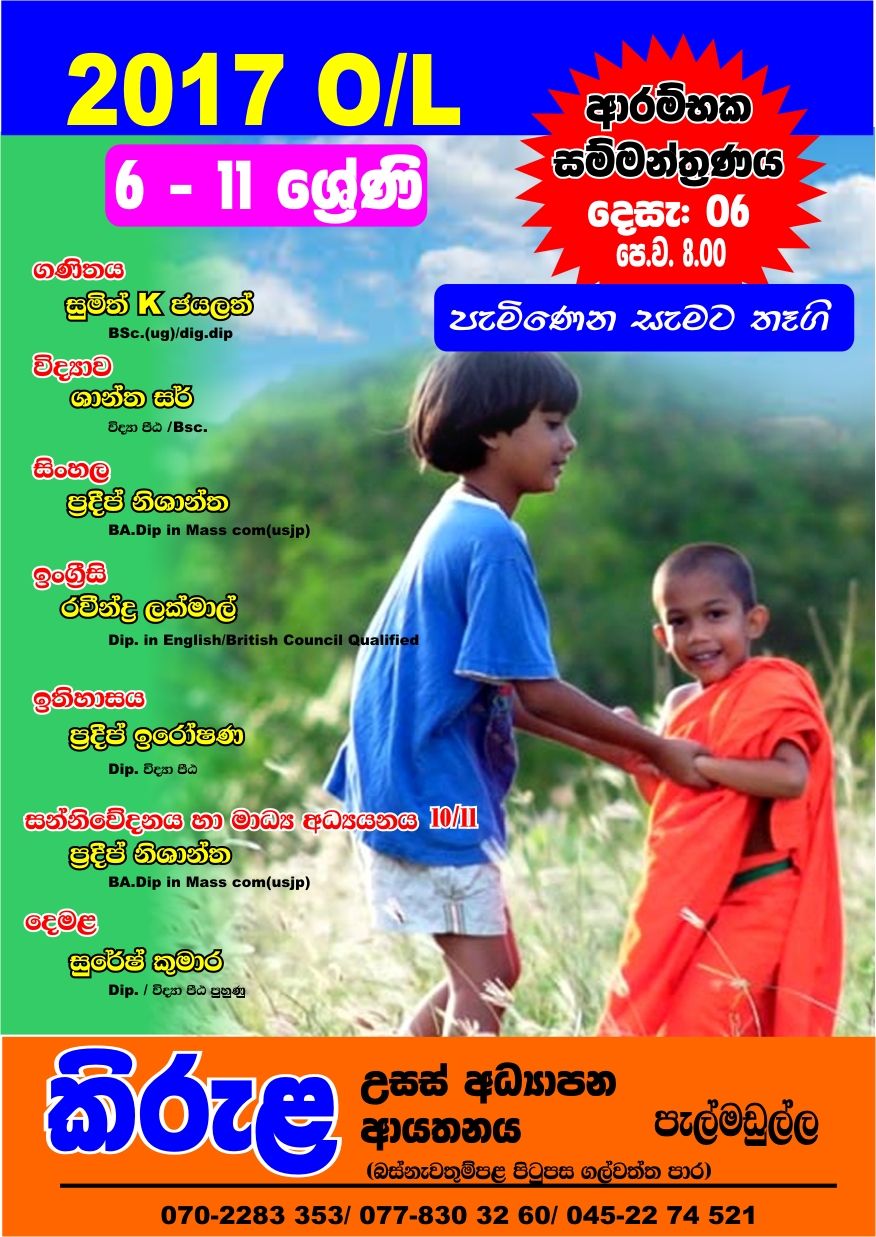 2017 O/L
6 - 11 ශ්‍රේණි
ආරම්භක
සම්මන්ත්‍රණය
දෙසැ: 06
පෙ.ව. 8.00
පැමිණෙන සැමට තෑගි
ගණිතය
සුමිත් K ජයලත්
BSc.(ug)/dig.dip
විද්‍යාව
ශාන්ත සර්
විද්‍යා පීඨ /Bsc.
සිංහල
ප්‍රදීප් නිශාන්ත
BA.Dip in Mass com(usjp)
ඉංග්‍රීසි
රවීන්ද්‍ර ලක්මාල්
Dip. in English/British Council Qualified
ඉතිහාසය
ප්‍රදීප් ඉරෝෂණ
Dip. විද්‍යා පීඨ
සන්නිවේදනය හා මාධ්‍ය අධ්‍යයනය 10/11
ප්‍රදීප් නිශාන්ත
BA.Dip in Mass com(usjp)
දෙමළ
සුරේෂ් කුමාර
Dip. / විද්‍යා පීඨ පුහුණු
කිරුළ
උසස් අධ්‍යාපන
ආයතනය
පැල්මඩුල්ල
(බස්නැවතුම්පළ පිටුපස ගල්වත්ත පාර)
070-2283 353/ 077-830 32 60/ 045-22 74 521